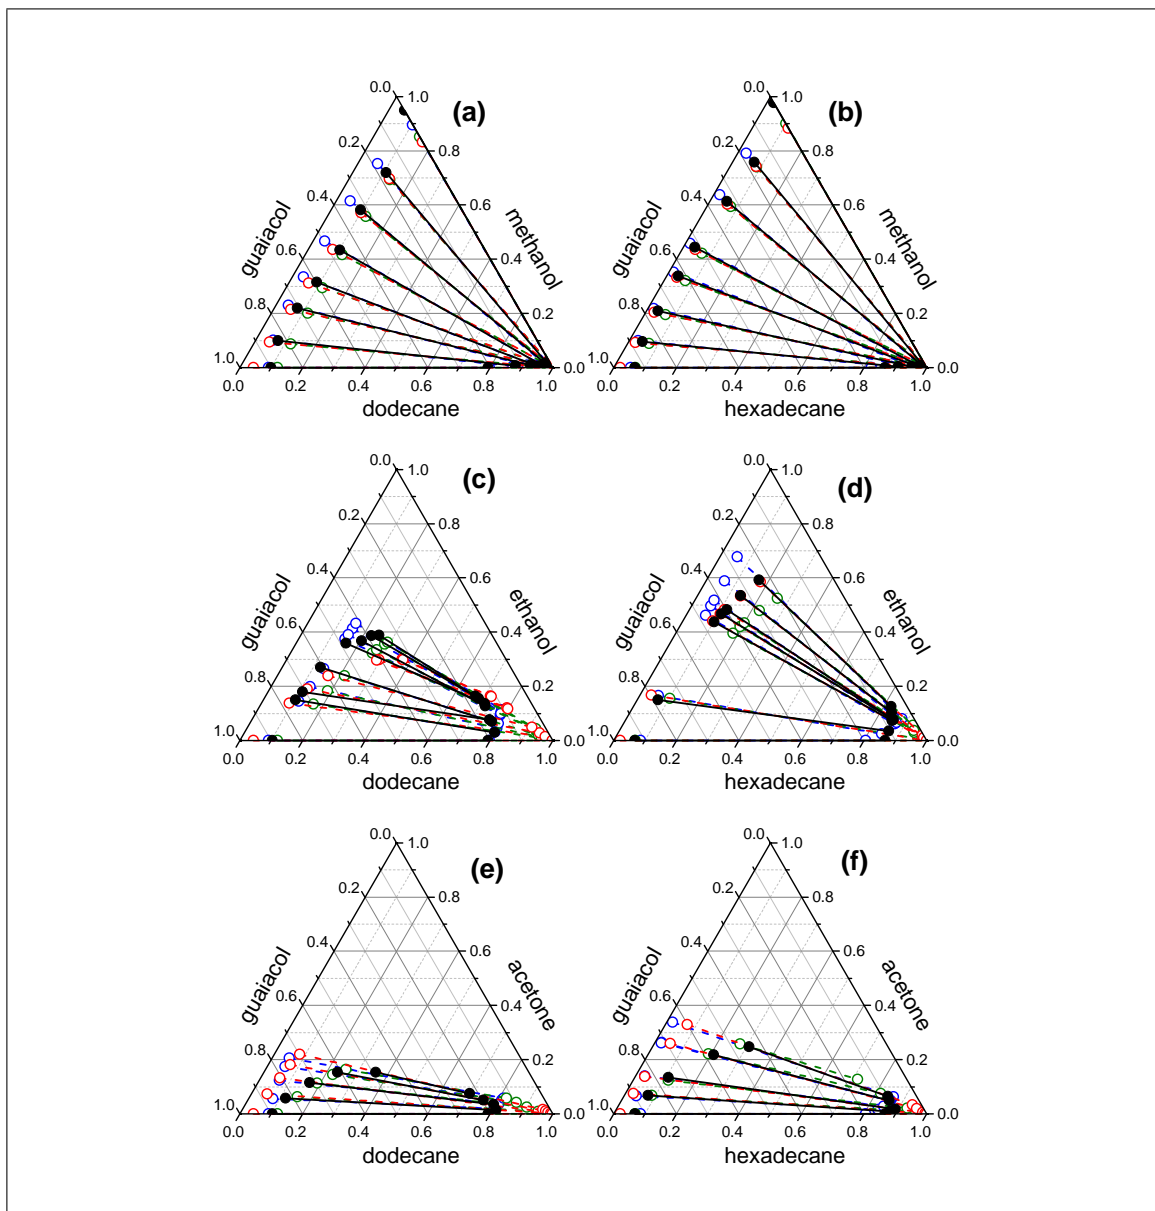 (a) (b)
0.0 1.0 0.0 1.0
0.2 0.8 0.2 0.8
0.4 0.6 0.4 0.6
guaiacol methanol guaiacol methanol
0.6 0.4 0.6 0.4
0.8 0.2 0.8 0.2
1.0 0.0 1.0 0.0
0.0 0.2 0.4 0.6 0.8 1.0 0.0 0.2 0.4 0.6 0.8 1.0
dodecane hexadecane
(c) (d)
0.0 1.0 0.0 1.0
0.2 0.8 0.2 0.8
0.4 0.6 0.4 0.6
guaiacol ethanol guaiacol ethanol
0.6 0.4 0.6 0.4
0.8 0.2 0.8 0.2
1.0 0.0 1.0 0.0
0.0 0.2 0.4 0.6 0.8 1.0 0.0 0.2 0.4 0.6 0.8 1.0
dodecane hexadecane
(e) (f)
0.0 1.0 0.0 1.0
0.2 0.8 0.2 0.8
0.4 0.6 0.4 0.6
guaiacol acetone guaiacol acetone
0.6 0.4 0.6 0.4
0.8 0.2 0.8 0.2
1.0 0.0 1.0 0.0
0.0 0.2 0.4 0.6 0.8 1.0 0.0 0.2 0.4 0.6 0.8 1.0
dodecane hexadecane